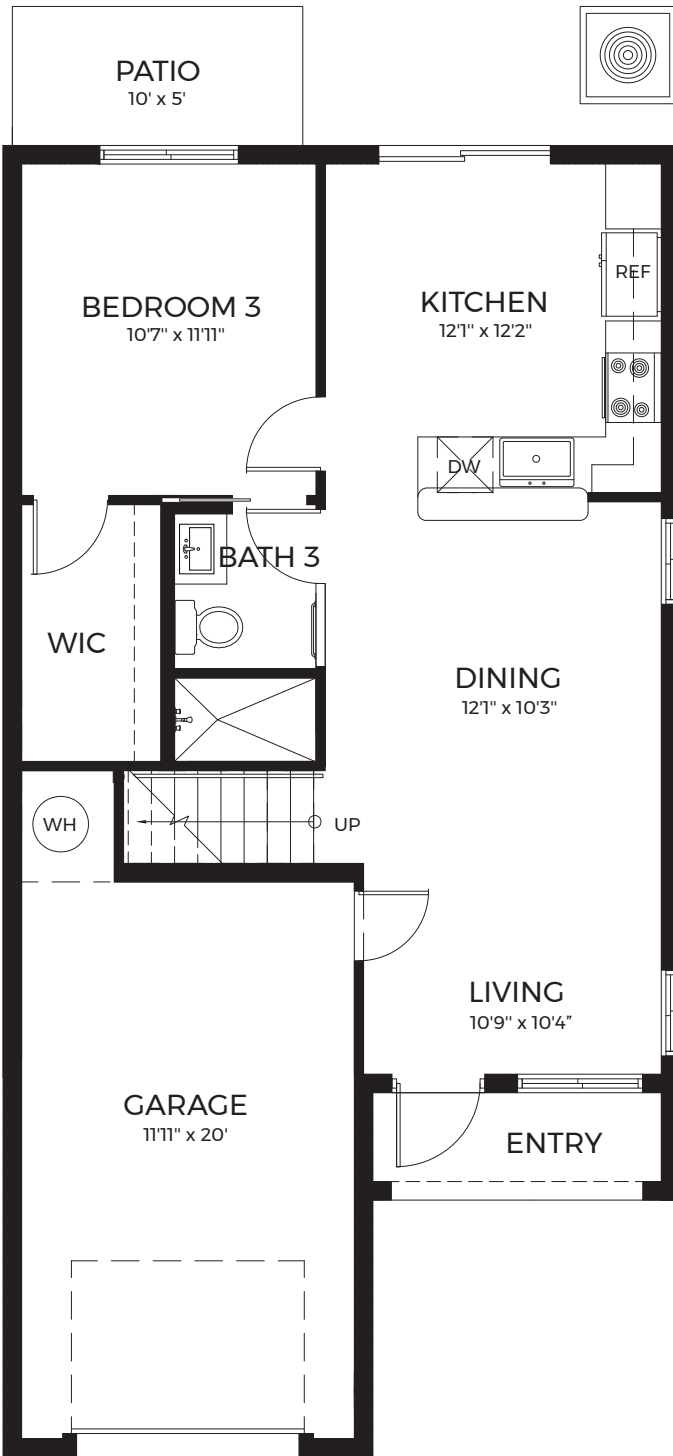 PATIO
10' x 5'
BEDROOM 3
10'7" x 11'11"
KITCHEN
12'1" x 12'2"
REF
DW
BATH 3
WIC
DINING
12'1" x 10'3"
WH
UP
LIVING
10'9" x 10'4”
GARAGE
11'11" x 20'
ENTRY